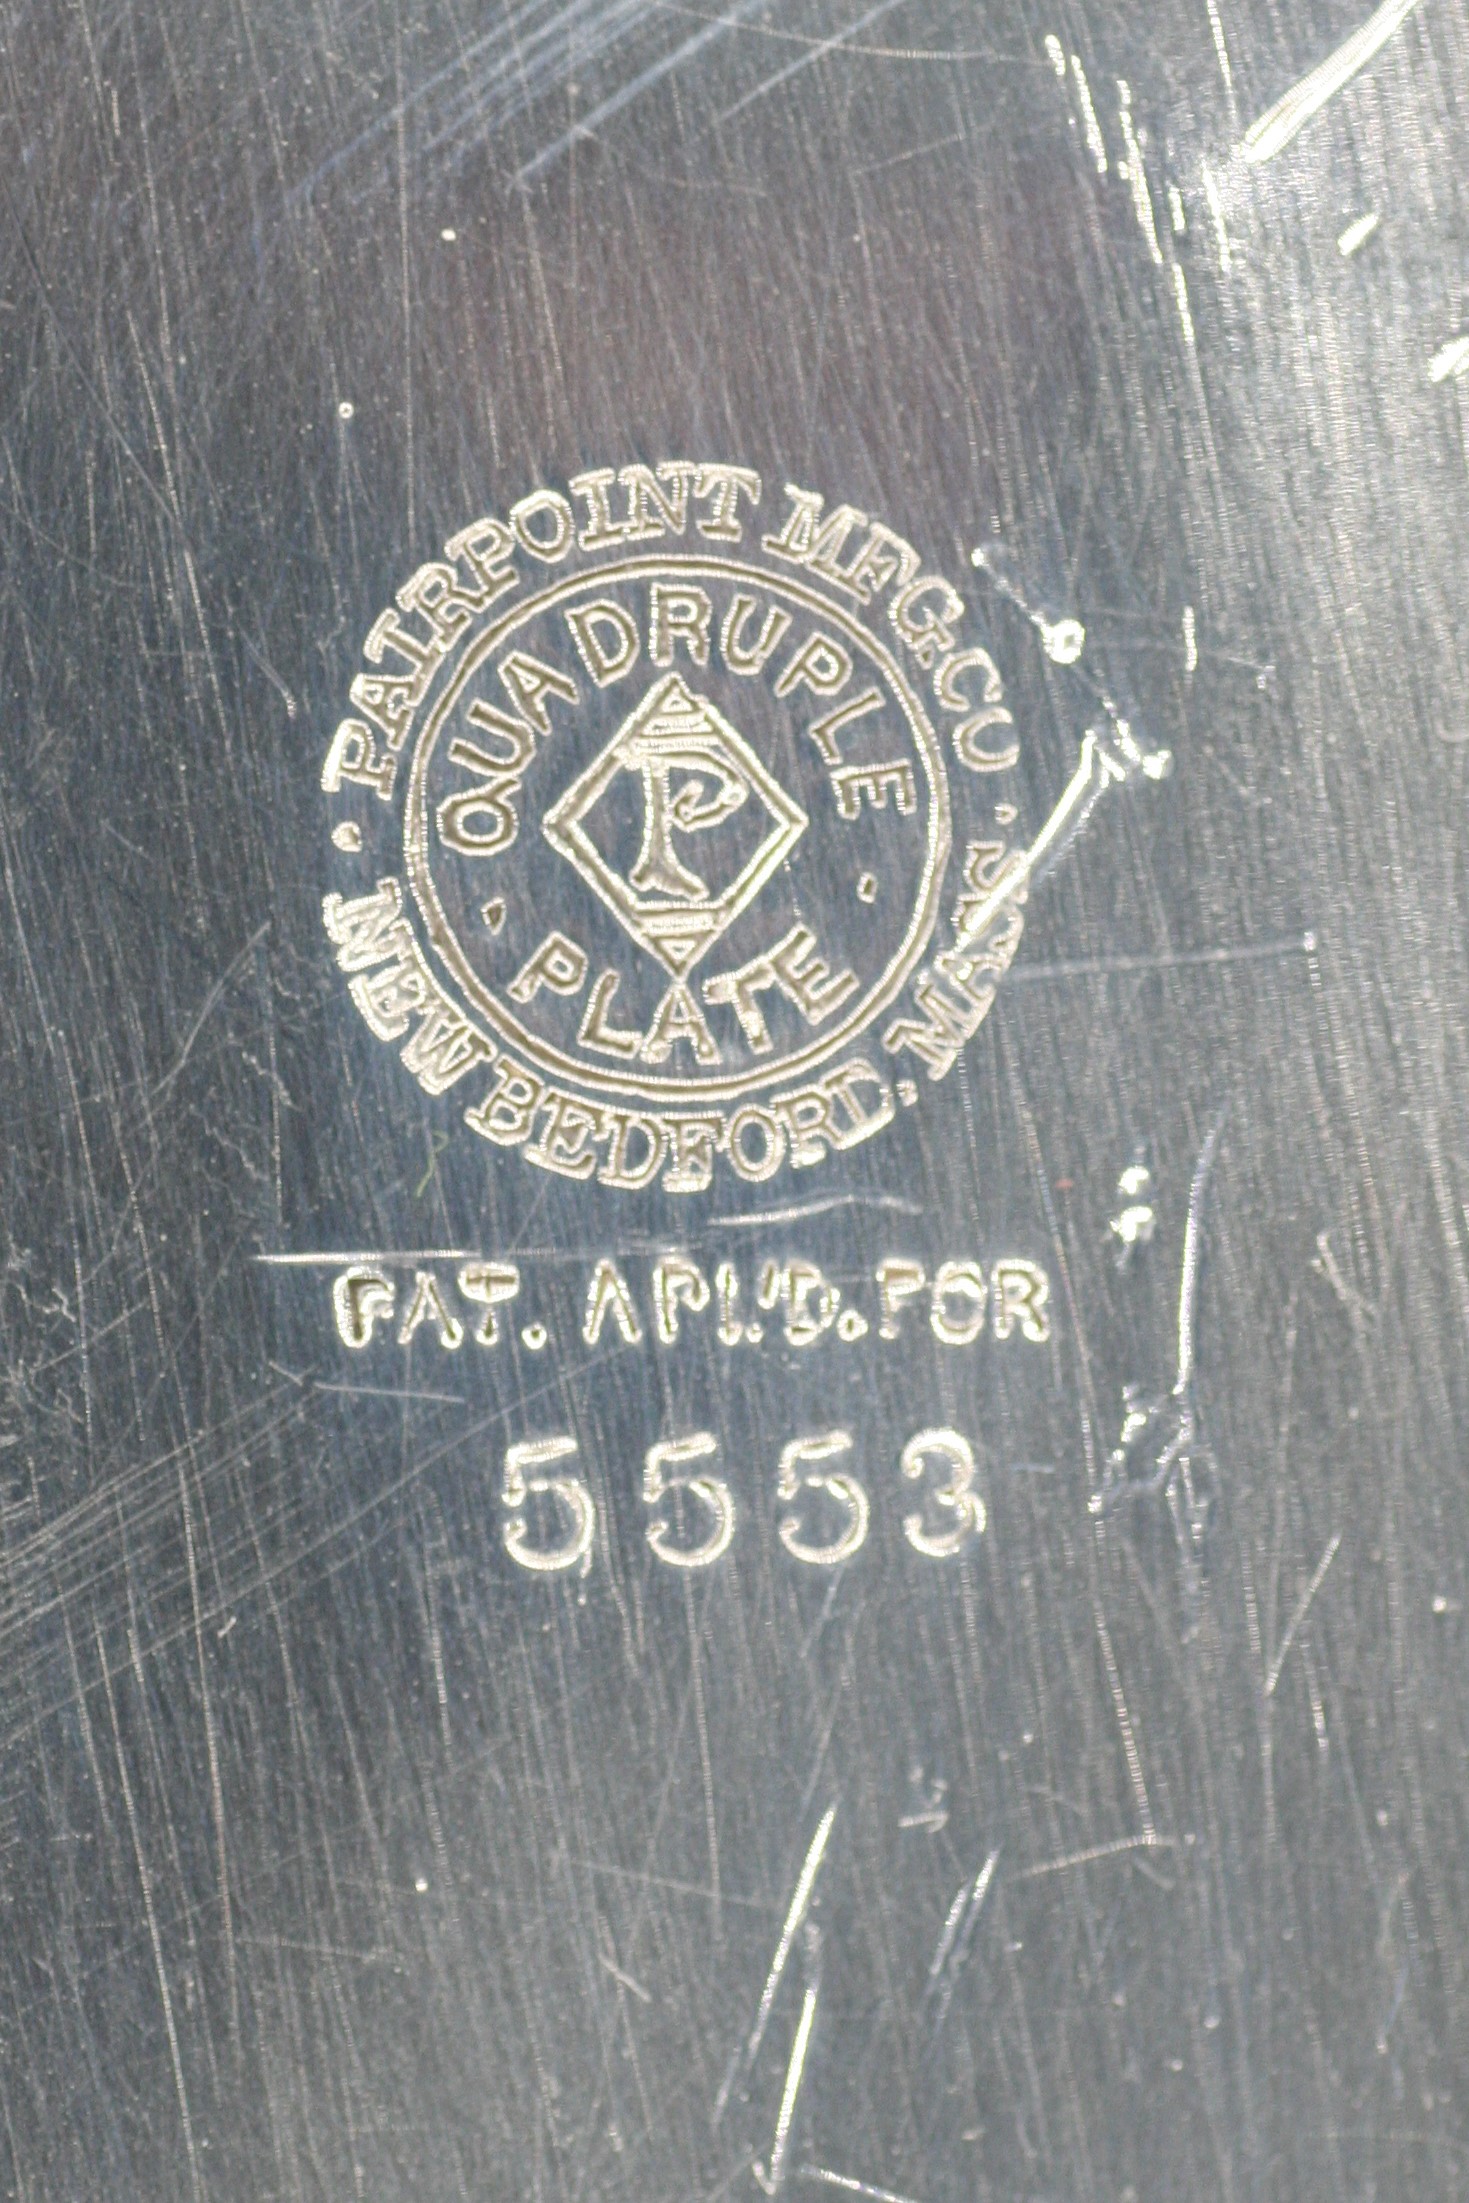 PAIRPOINT MFG. CO.
NEW BEDFORD, MASS.
QUADRUPLE
PLATE
P
PAT. APL'D. FOR
5553